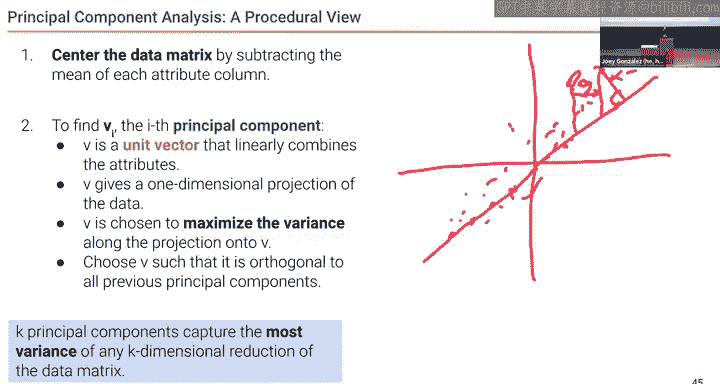 Principal Component Analysis: A Procedural View
1. Center the data matrix by subtracting the
mean of each attribute column.
2. To find vᵢ, the i-th principal component:
● v is a unit vector that linearly combines
the attributes.
● v gives a one-dimensional projection of
the data.
● v is chosen to maximize the variance
along the projection onto v.
● Choose v such that it is orthogonal to
all previous principal components.
k principal components capture the most
variance of any k-dimensional reduction of
the data matrix.
Joey Gonzalez (he, h...
45